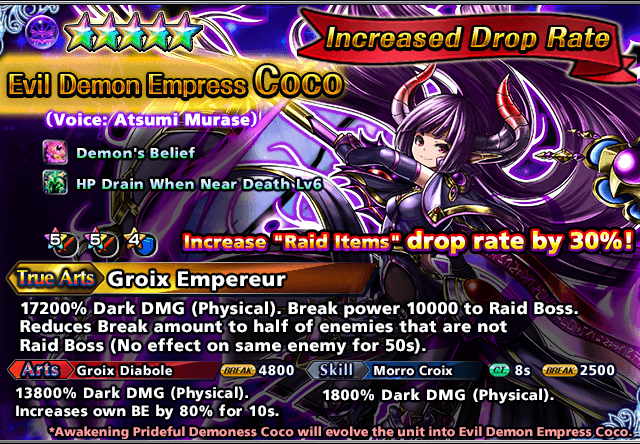 Increased Drop Rate
Evil Demon Empress Coco
(Voice: Atsumi Murase)
Demon's Belief
HP Drain When Near Death Lv6
5 5 4
Increase "Raid Items" drop rate by 30%!
True Arts Groix Empereur
17200% Dark DMG (Physical). Break power 10000 to Raid Boss.
Reduces Break amount to half of enemies that are not
Raid Boss (No effect on same enemy for 50s).
Arts Groix Diabole BREAK 4800 Skill Morro Croix CT 8s BREAK 2500
13800% Dark DMG (Physical). 1800% Dark DMG (Physical).
Increases own BE by 80% for 10s.
*Awakening Prideful Demoness Coco will evolve the unit into Evil Demon Empress Coco.